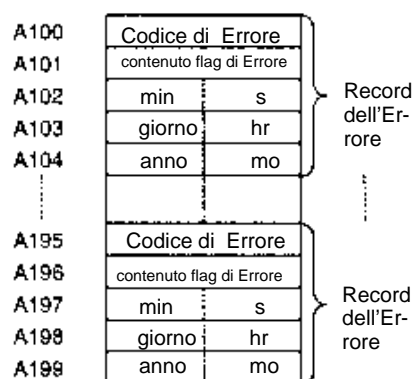 A100 Codice di Errore
A101 contenuto flag di Errore
A102 min s
A103 giorno hr
A104 anno mo
Record
dell'Er-
rore
A195 Codice di Errore
A196 contenuto flag di Errore
A197 min s
A198 giorno hr
A199 anno mo
Record
dell'Er-
rore